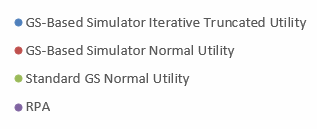 GS-Based Simulator Iterative Truncated Utility
GS-Based Simulator Normal Utility
Standard GS Normal Utility
RPA